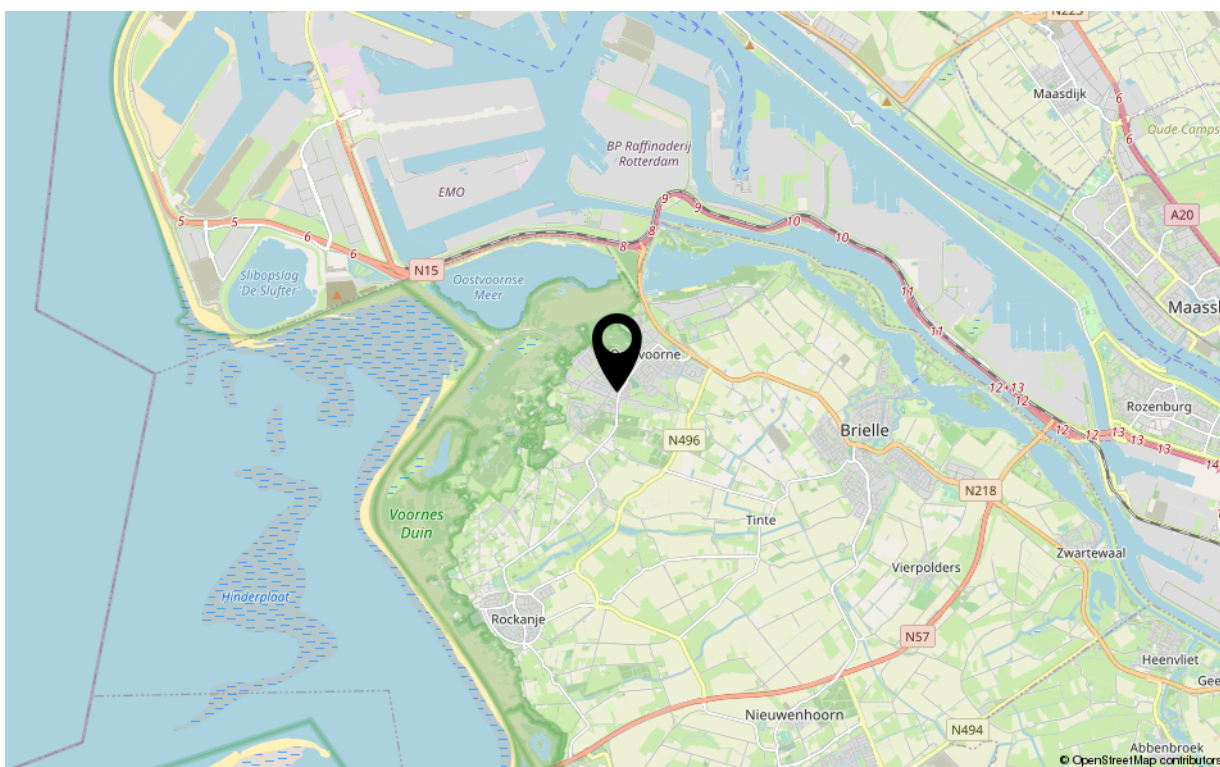 N223
Maasdijk
6
Oude Camps
6
BP Raffinaderij
Rotterdam
EMO
9
9
A20
5
5
10
8
10
6
8
6
N15
Slibopslag
'De Slufter'
Oostvoornse
Meer
11
Maassl
11
voorne
12+13
12
Rozenburg
Brielle
12
12
13
13
N496
14
N218
Voornes
Duin
Tinte
Zwartewaal
Vierpolders
Hinderplaat
Rockanje
N57
Heenvliet
Gee
Nieuwenhoorn
N494
Abbenbroek
© OpenStreetMap contributors